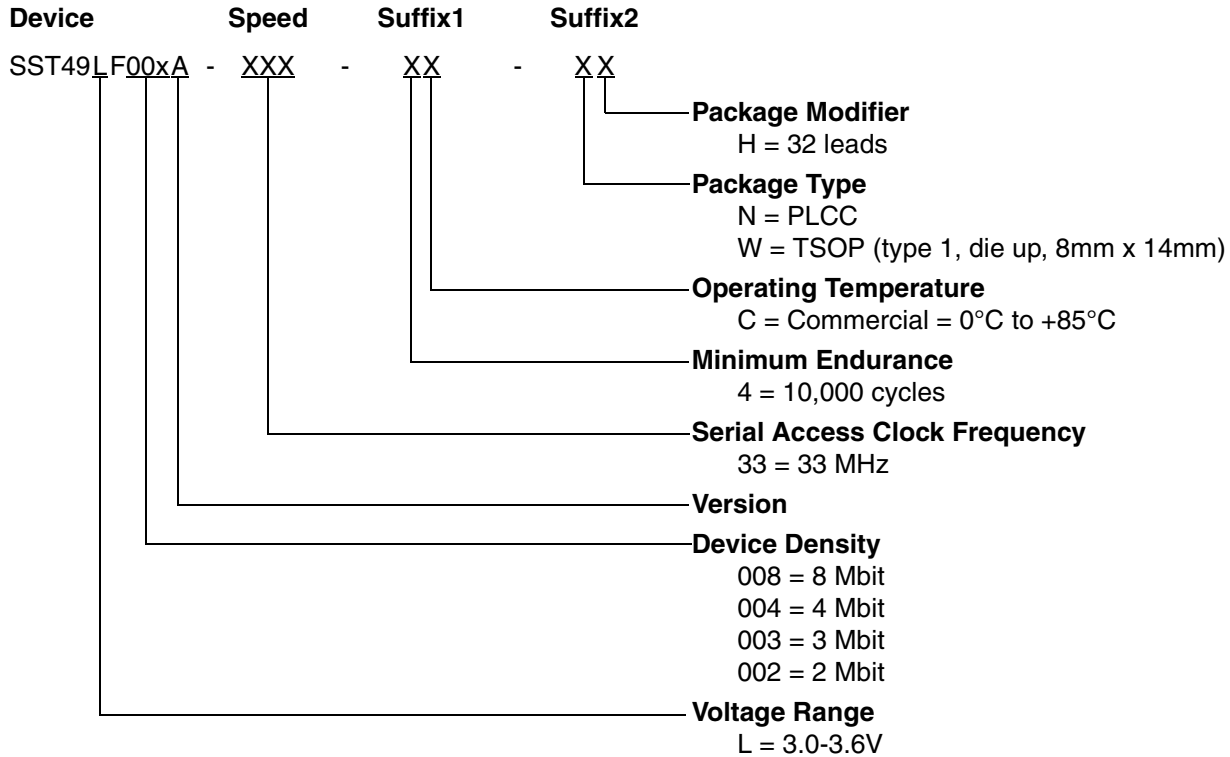 Device Speed Suffix1 Suffix2
SST49LF00xA - XXX - XX - XX
Package Modifier
H = 32 leads
Package Type
N = PLCC
W = TSOP (type 1, die up, 8mm x 14mm)
Operating Temperature
C = Commercial = 0°C to +85°C
Minimum Endurance
4 = 10,000 cycles
Serial Access Clock Frequency
33 = 33 MHz
Version
Device Density
008 = 8 Mbit
004 = 4 Mbit
003 = 3 Mbit
002 = 2 Mbit
Voltage Range
L = 3.0-3.6V